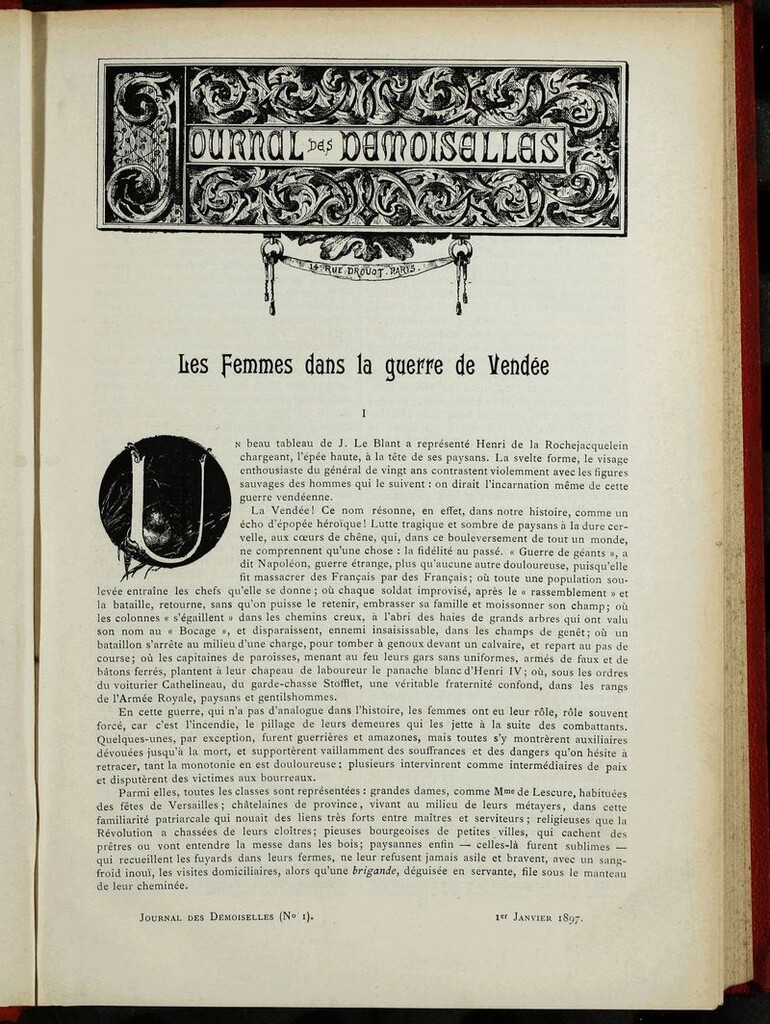 JOURNAL DES DEMOISELLES
14. RUE DROUOT. PARIS.
Les Femmes dans la guerre de Vendée
I
UN beau tableau de J. Le Blant a représenté Henri de la Rochejacquelein
chargeant, l'épée haute, à la tête de ses paysans. La svelte forme, le visage
enthousiaste du général de vingt ans contrastent violemment avec les figures
sauvages des hommes qui le suivent : on dirait l'incarnation même de cette
guerre vendéenne.
La Vendée! Ce nom résonne, en effet, dans notre histoire, comme un
écho d'épopée héroïque! Lutte tragique et sombre de paysans à la dure cer-
velle, aux cœurs de chêne, qui, dans ce bouleversement de tout un monde,
ne comprennent qu'une chose : la fidélité au passé. « Guerre de géants », a
dit Napoléon, guerre étrange, plus qu'aucune autre douloureuse, puisqu'elle
fit massacrer des Français par des Français; où toute une population sou-
levée entraîne les chefs qu'elle se donne; où chaque soldat improvisé, après le « rassemblement » et
la bataille, retourne, sans qu'on puisse le retenir, embrasser sa famille et moissonner son champ; où
les colonnes « s'égaillent » dans les chemins creux, à l'abri des haies de grands arbres qui ont valu
son nom au « Bocage », et disparaissent, ennemi insaisissable, dans les champs de genêt; où un
bataillon s'arrête au milieu d'une charge, pour tomber à genoux devant un calvaire, et repart au pas de
course; où les capitaines de paroisses, menant au feu leurs gars sans uniformes, armés de faux et de
bâtons ferrés, plantent à leur chapeau de laboureur le panache blanc d'Henri IV; où, sous les ordres
du voiturier Cathelineau, du garde-chasse Stofflet, une véritable fraternité confond, dans les rangs
de l'Armée Royale, paysans et gentilshommes.
En cette guerre, qui n'a pas d'analogue dans l'histoire, les femmes ont eu leur rôle, rôle souvent
forcé, car c'est l'incendie, le pillage de leurs demeures qui les jette à la suite des combattants.
Quelques-unes, par exception, furent guerrières et amazones, mais toutes s'y montrèrent auxiliaires
dévouées jusqu'à la mort, et supportèrent vaillamment des souffrances et des dangers qu'on hésite à
retracer, tant la monotonie en est douloureuse; plusieurs intervinrent comme intermédiaires de paix
et disputèrent des victimes aux bourreaux.
Parmi elles, toutes les classes sont représentées : grandes dames, comme Mme de Lescure, habituées
des fêtes de Versailles; châtelaines de province, vivant au milieu de leurs métayers, dans cette
familiarité patriarcale qui nouait des liens très forts entre maîtres et serviteurs; religieuses que la
Révolution a chassées de leurs cloîtres; pieuses bourgeoises de petites villes, qui cachent des
prêtres ou vont entendre la messe dans les bois; paysannes enfin — celles-là furent sublimes —
qui recueillent les fuyards dans leurs fermes, ne leur refusent jamais asile et bravent, avec un sang-
froid inouï, les visites domiciliaires, alors qu'une brigande, déguisée en servante, file sous le manteau
de leur cheminée.
JOURNAL DES DEMOISELLES (No 1).
1er JANVIER 1897.